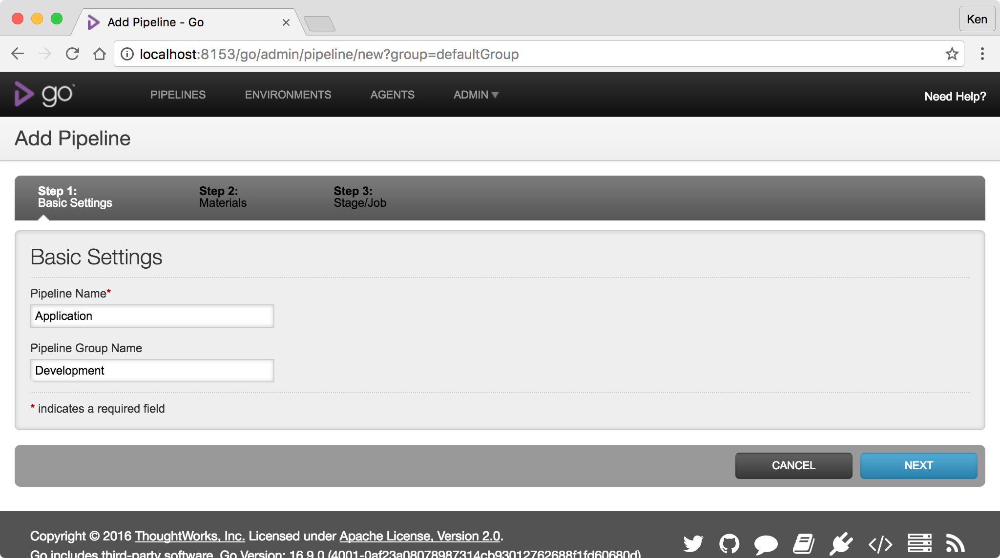 Add Pipeline - Go
Ken
localhost:8153/go/admin/pipeline/new?group=defaultGroup
go™
PIPELINES
ENVIRONMENTS
AGENTS
ADMIN
Need Help?
Add Pipeline
Step 1:
Basic Settings
Step 2:
Materials
Step 3:
Stage/Job
Basic Settings
Pipeline Name*
Application
Pipeline Group Name
Development
* indicates a required field
CANCEL
NEXT
Copyright © 2016 ThoughtWorks, Inc. Licensed under Apache License, Version 2.0.
Go includes third-party software. Go Version: 16.9.0 (4001-0af23a08078987314cb93012762688f1fd60680d)